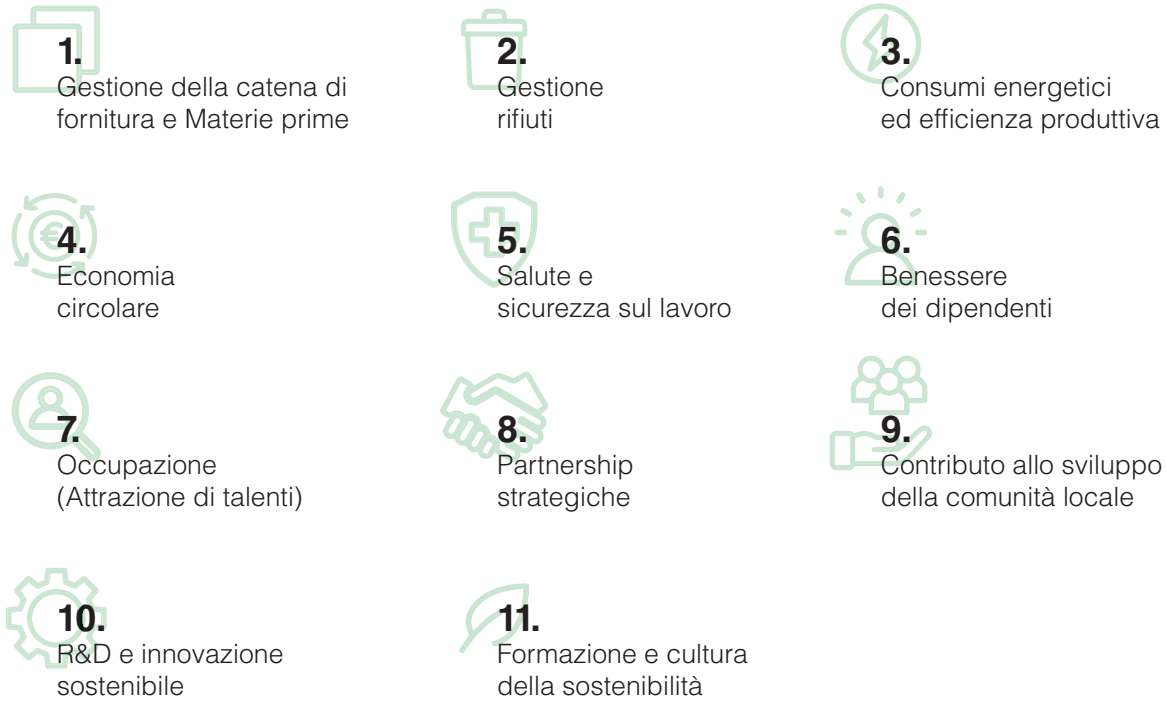 1.
Gestione della catena di
fornitura e Materie prime
2.
Gestione
rifiuti
3.
Consumi energetici
ed efficienza produttiva
4.
Economia
circolare
5.
Salute e
sicurezza sul lavoro
6.
Benessere
dei dipendenti
7.
Occupazione
(Attrazione di talenti)
8.
Partnership
strategiche
9.
Contributo allo sviluppo
della comunità locale
10.
R&D e innovazione
sostenibile
11.
Formazione e cultura
della sostenibilità